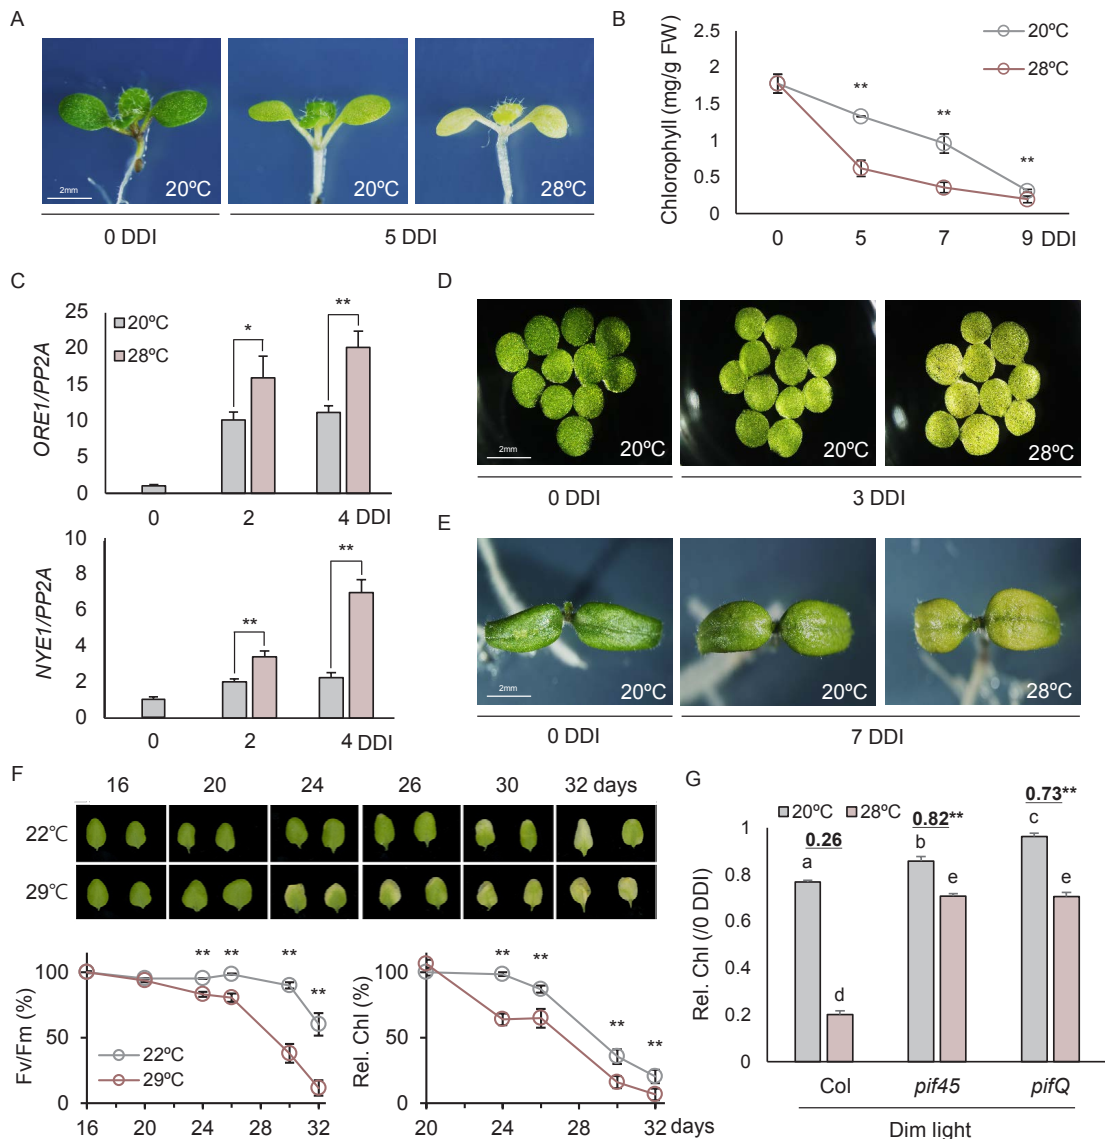 A
2mm
20ºC
20ºC
28ºC
0 DDI
5 DDI
B
Chlorophyll (mg/g FW)
2.5
2
1.5
1
0.5
0
20ºC
28ºC
**
**
**
0
5
7
9 DDI
C
ORE1/PP2A
25
20
15
10
5
0
20ºC
28ºC
*
**
0
2
4 DDI
NYE1/PP2A
10
8
6
4
2
0
**
**
0
2
4 DDI
D
2mm
20ºC
20ºC
28ºC
0 DDI
3 DDI
E
2mm
20ºC
20ºC
28ºC
0 DDI
7 DDI
F
16 20 24 26 30 32 days
22ºC
29ºC
Fv/Fm (%)
100
50
0
** ** ** **
22ºC
29ºC
16 20 24 28 32
Rel. Chl (%)
100
50
0
** ** ** **
20 24 28 32 days
G
20ºC
28ºC
Rel. Chl (/0 DDI)
1
0.8
0.6
0.4
0.2
0
0.26
0.82**
0.73**
a
d
b
e
c
e
Col
pif45
pifQ
Dim light